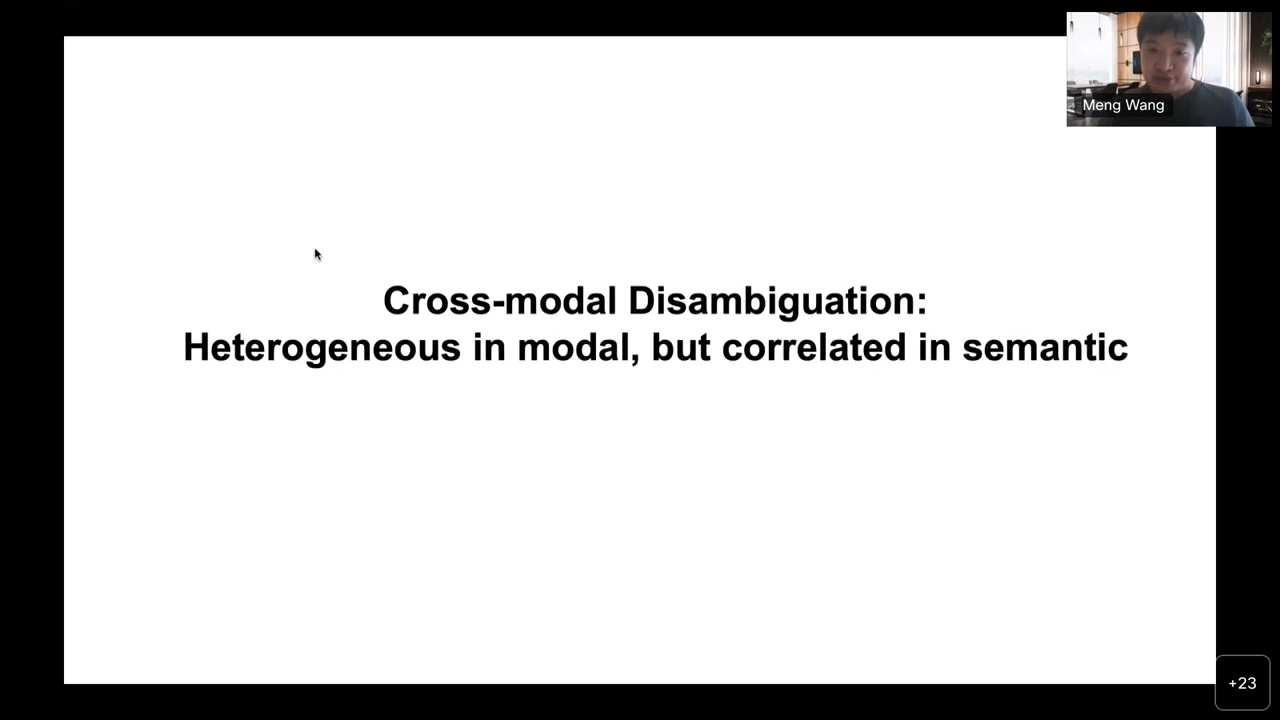 Meng Wang
Cross-modal Disambiguation:
Heterogeneous in modal, but correlated in semantic
+23